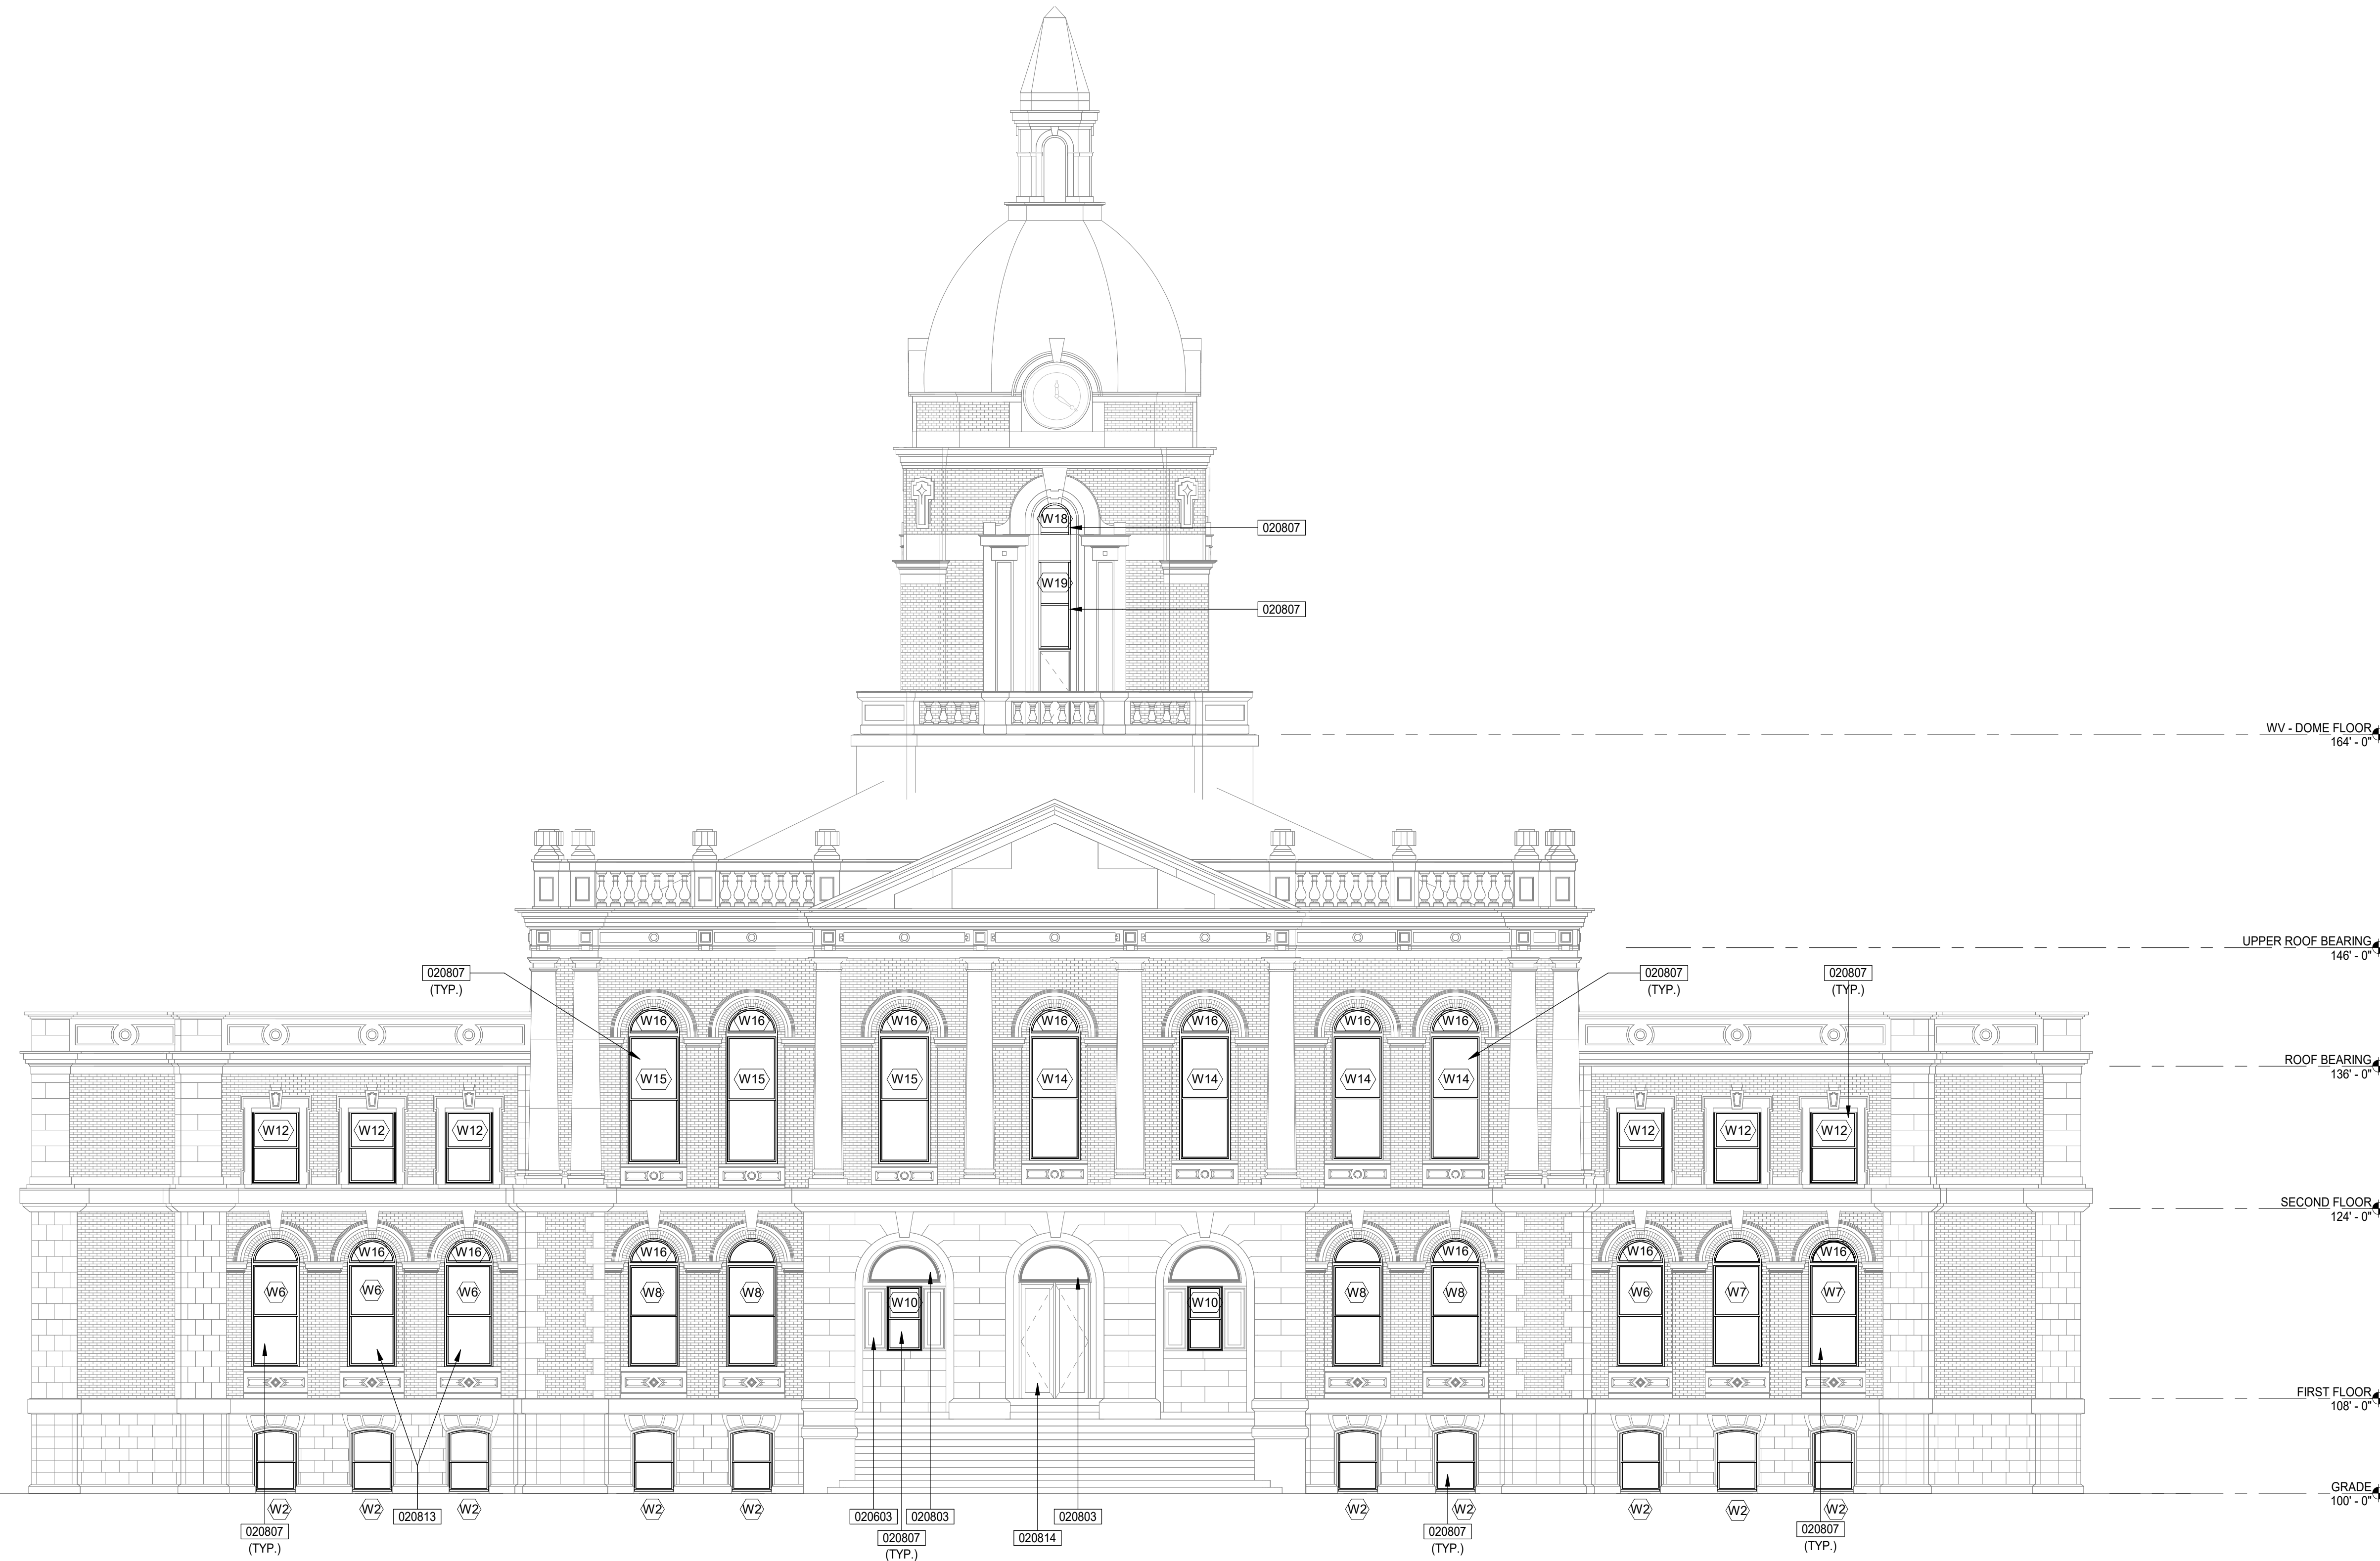 W18
020807
W19
020807
WV - DOME FLOOR
164' - 0"
UPPER ROOF BEARING
146' - 0"
020807
(TYP.)
020807
(TYP.)
020807
(TYP.)
W16 W16 W16 W16 W16 W16 W16
ROOF BEARING
136' - 0"
W15 W15 W15 W14 W14 W14 W14
W12 W12 W12 W12 W12 W12
SECOND FLOOR
124' - 0"
W16 W16 W16 W16 W16 W16
W6 W6 W6 W8 W8 W10 W10 W8 W8 W6 W7 W7
FIRST FLOOR
108' - 0"
GRADE
100' - 0"
W2 W2 W2 W2 W2 W2 W2 W2 W2 W2
020813 020603 020803 020803
020807
(TYP.)
020807
(TYP.)
020814
020807
(TYP.)
020807
(TYP.)